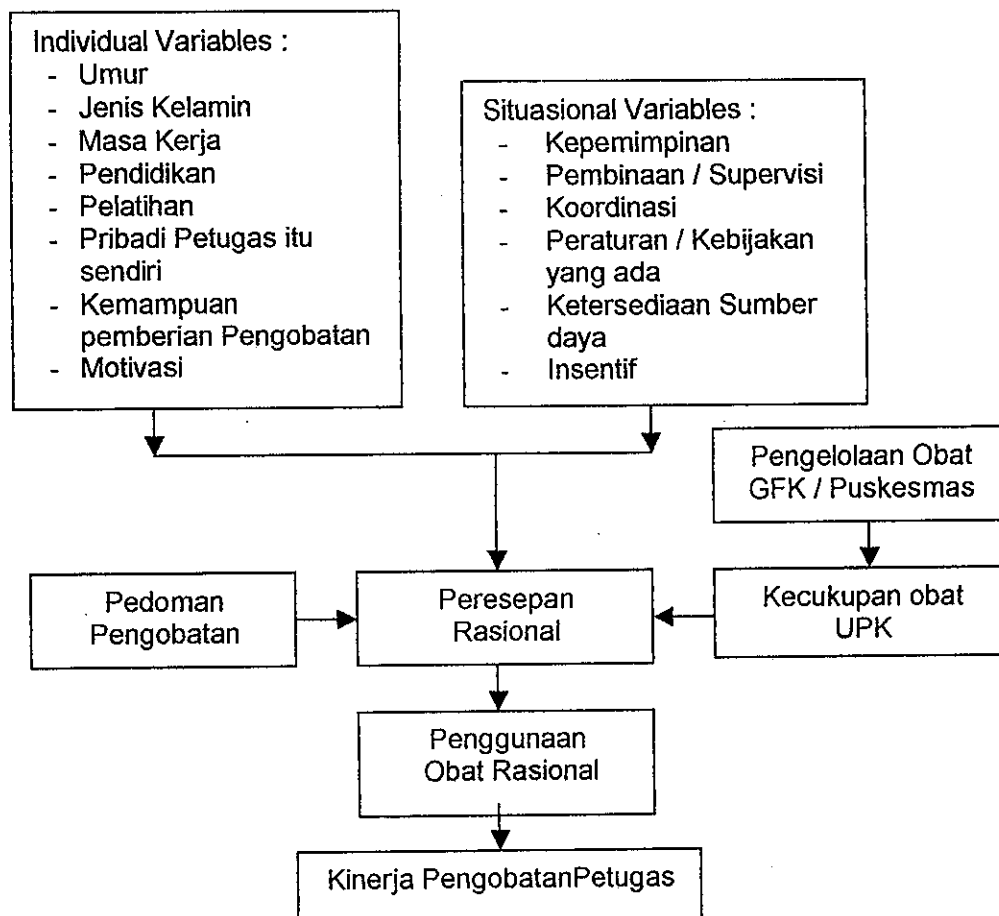 Individual Variables :
- Umur
- Jenis Kelamin
- Masa Kerja
- Pendidikan
- Pelatihan
- Pribadi Petugas itu
sendiri
- Kemampuan
pemberian Pengobatan
- Motivasi
Situasional Variables :
- Kepemimpinan
- Pembinaan / Supervisi
- Koordinasi
- Peraturan / Kebijakan
yang ada
- Ketersediaan Sumber
daya
- Insentif
Pengelolaan Obat
GFK / Puskesmas
Pedoman
Pengobatan
Peresepan
Rasional
Kecukupan obat
UPK
Penggunaan
Obat Rasional
Kinerja PengobatanPetugas